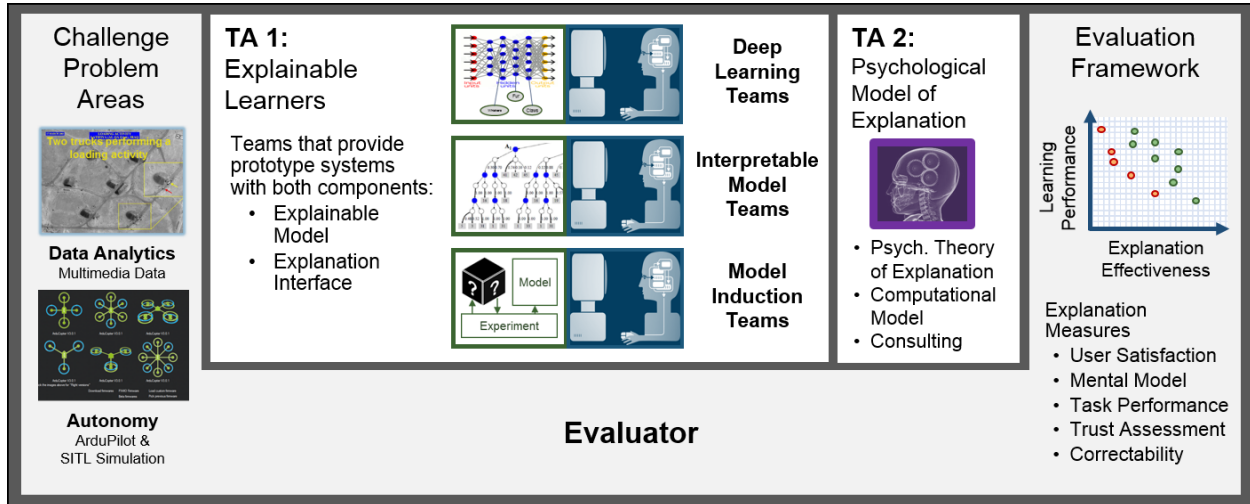 Challenge
Problem
Areas
Two trucks performing a
loading activity
Data Analytics
Multimedia Data
Autonomy
ArduPilot &
SITL Simulation
TA 1:
Explainable
Learners
Teams that provide
prototype systems
with both components:
• Explainable
Model
• Explanation
Interface
Deep
Learning
Teams
Interpretable
Model
Teams
? ?
Model
Experiment
Model
Induction
Teams
TA 2:
Psychological
Model of
Explanation
• Psych. Theory
of Explanation
• Computational
Model
• Consulting
Evaluator
Evaluation
Framework
Learning
Performance
Explanation
Effectiveness
Explanation
Measures
• User Satisfaction
• Mental Model
• Task Performance
• Trust Assessment
• Correctability